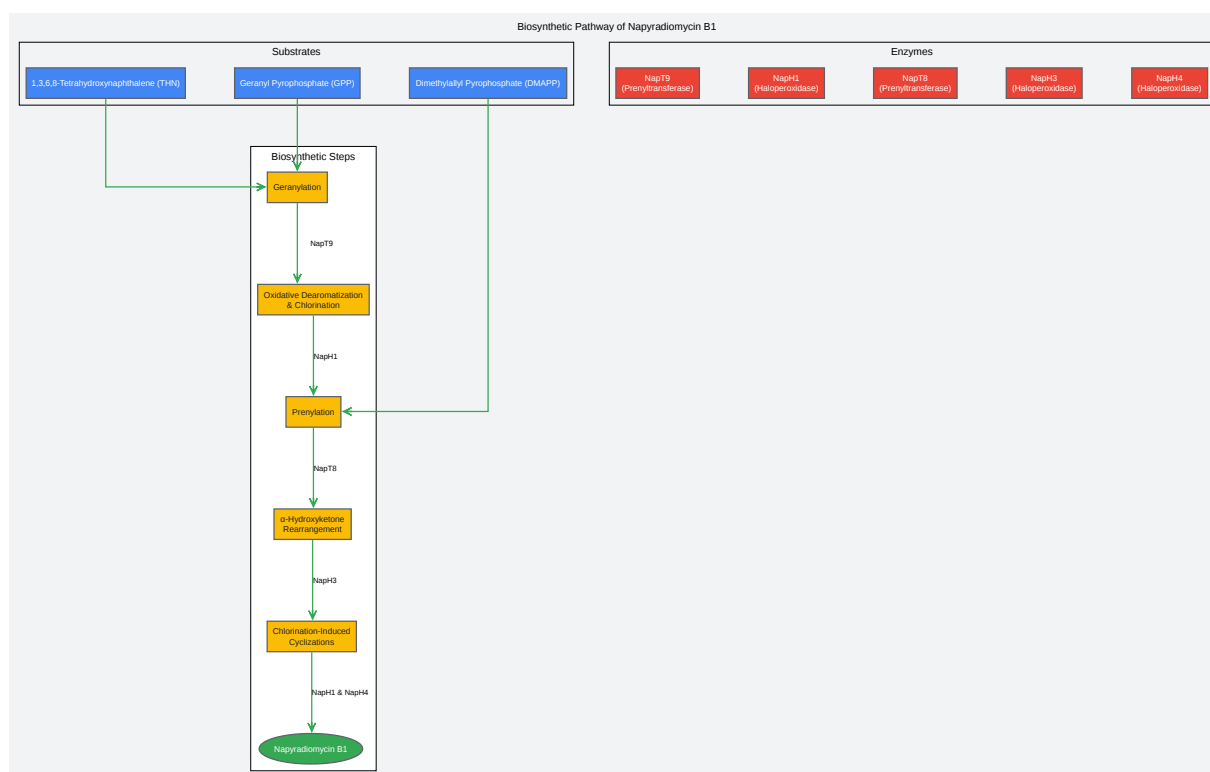 Biosynthetic Pathway of Napyradiomycin B1
Substrates
1,3,6,8-Tetrahydroxynaphthalene (THN)
Geranyl Pyrophosphate (GPP)
Dimethylallyl Pyrophosphate (DMAPP)
Enzymes
NapT9
(Prenyltransferase)
NapH1
(Haloperoxidase)
NapT8
(Prenyltransferase)
NapH3
(Haloperoxidase)
NapH4
(Haloperoxidase)
Biosynthetic Steps
Geranylation
NapT9
Oxidative Dearomatization
& Chlorination
NapH1
Prenylation
NapT8
α-Hydroxyketone
Rearrangement
NapH3
Chlorination-Induced
Cyclizations
NapH1 & NapH4
Napyradiomycin B1